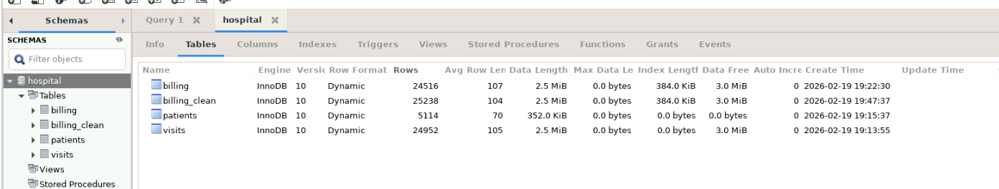 Schemas
Query 1
hospital
SCHEMAS
Filter objects
hospital
Tables
billing
billing_clean
patients
visits
Views
Stored Procedures
Info Tables Columns Indexes Triggers Views Stored Procedures Functions Grants Events
Name Engine Versic Row Format Rows Avg Row Len Data Length Max Data Le Index Lengtl Data Free Auto Incre Create Time Update Time
billing InnoDB 10 Dynamic 24516 107 2.5 MiB 0.0 bytes 384.0 KiB 3.0 MiB 0 2026-02-19 19:22:30
billing_clean InnoDB 10 Dynamic 25238 104 2.5 MiB 0.0 bytes 384.0 KiB 3.0 MiB 0 2026-02-19 19:47:37
patients InnoDB 10 Dynamic 5114 70 352.0 KiB 0.0 bytes 0.0 bytes 0.0 bytes 0 2026-02-19 19:15:37
visits InnoDB 10 Dynamic 24952 105 2.5 MiB 0.0 bytes 0.0 bytes 3.0 MiB 0 2026-02-19 19:13:55